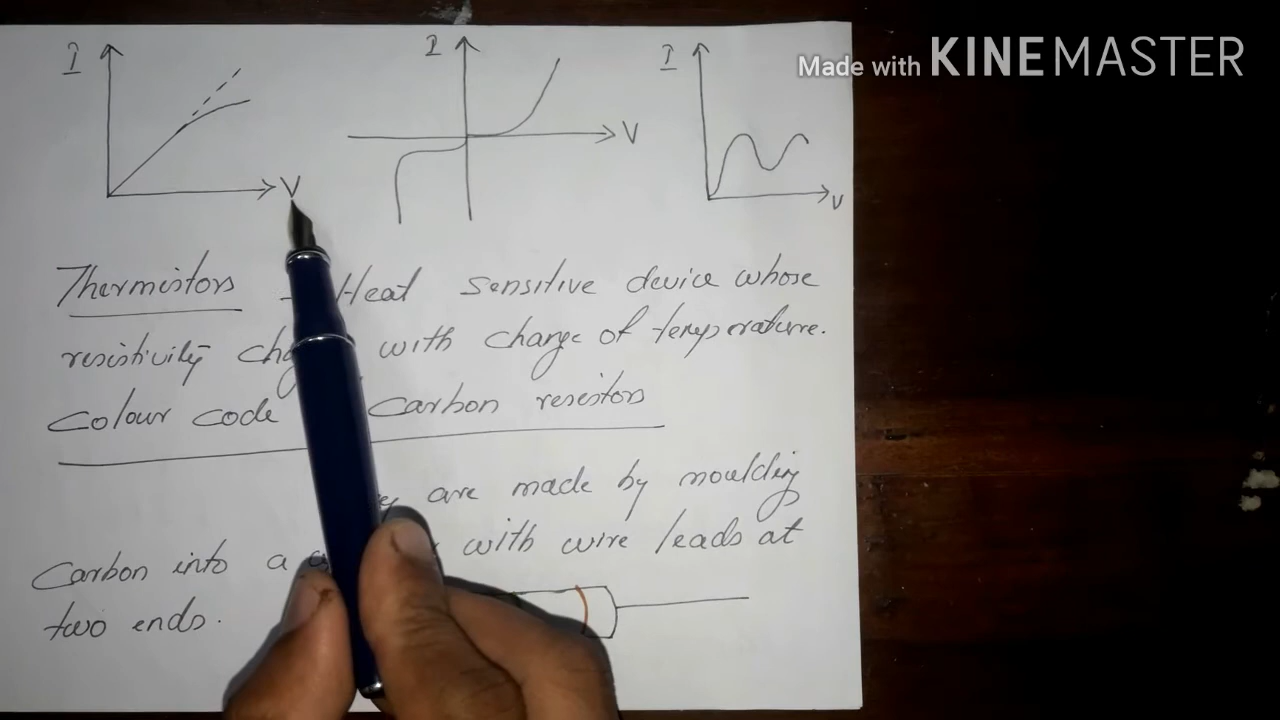 Made with KINEMASTER
I
I
I
V
V
V
Thermistors - Heat sensitive device whose
resistivity with change of temperature.
Colour code Carbon resistors
are made by moulding
Carbon into a with wire leads at
two ends.